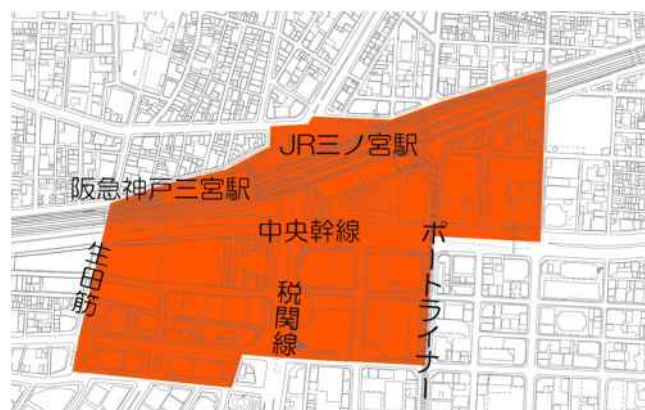 JR三ノ宮駅
阪急神戸三宮駅
中央幹線
生田筋
税関線
ポートライナー